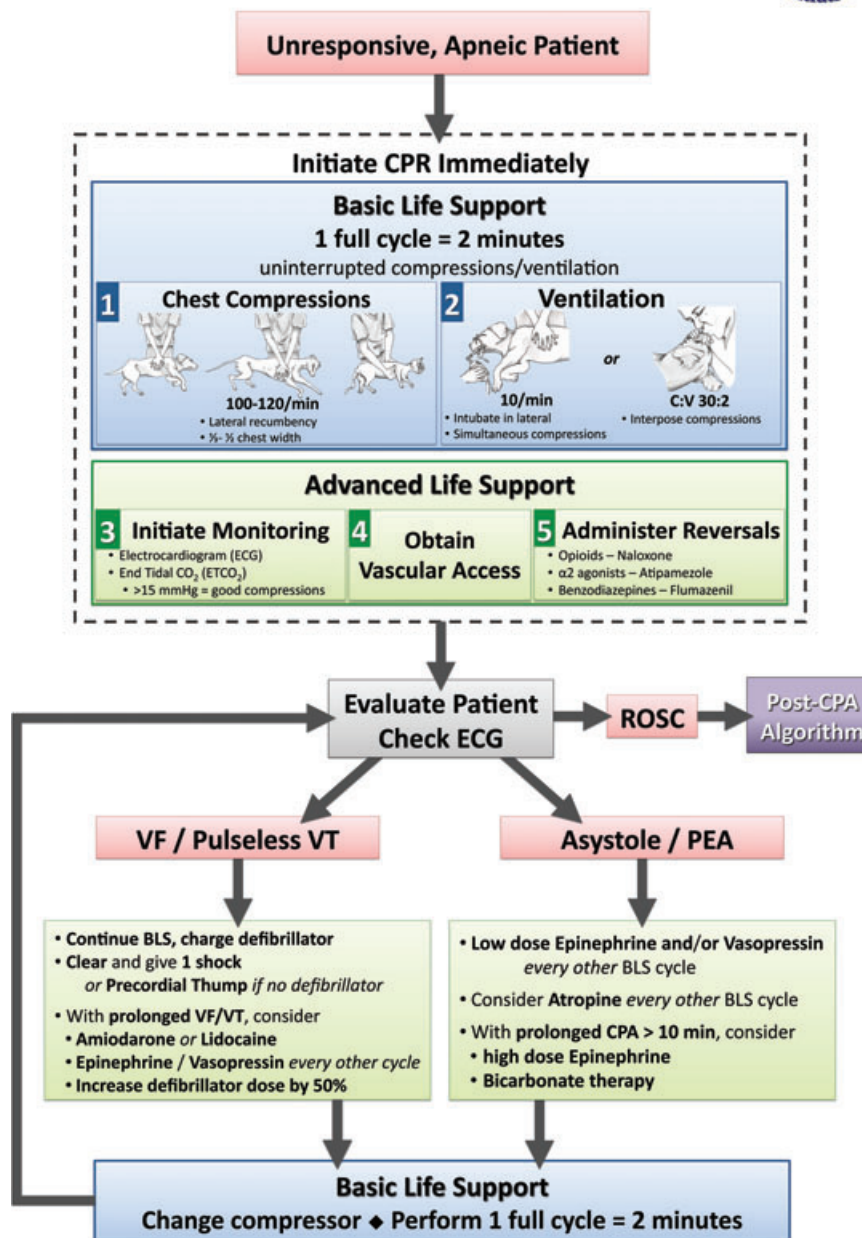 Unresponsive, Apneic Patient
Initiate CPR Immediately
Basic Life Support
1 full cycle = 2 minutes
uninterrupted compressions/ventilation
1 Chest Compressions
100-120/min
• Lateral recumbency
• ⅓- ½ chest width
2 Ventilation
or
10/min
• Intubate in lateral
• Simultaneous compressions
C:V 30:2
• Interpose compressions
Advanced Life Support
3 Initiate Monitoring
• Electrocardiogram (ECG)
• End Tidal CO₂ (ETCO₂)
• >15 mmHg = good compressions
4 Obtain
Vascular Access
5 Administer Reversals
• Opioids – Naloxone
• α2 agonists – Atipamezole
• Benzodiazepines – Flumazenil
Evaluate Patient
Check ECG
ROSC
Post-CPA
Algorithm
VF / Pulseless VT
• Continue BLS, charge defibrillator
• Clear and give 1 shock
or Precordial Thump if no defibrillator
• With prolonged VF/VT, consider
• Amiodarone or Lidocaine
• Epinephrine / Vasopressin every other cycle
• Increase defibrillator dose by 50%
Asystole / PEA
• Low dose Epinephrine and/or Vasopressin
every other BLS cycle
• Consider Atropine every other BLS cycle
• With prolonged CPA > 10 min, consider
• high dose Epinephrine
• Bicarbonate therapy
Basic Life Support
Change compressor ◆ Perform 1 full cycle = 2 minutes